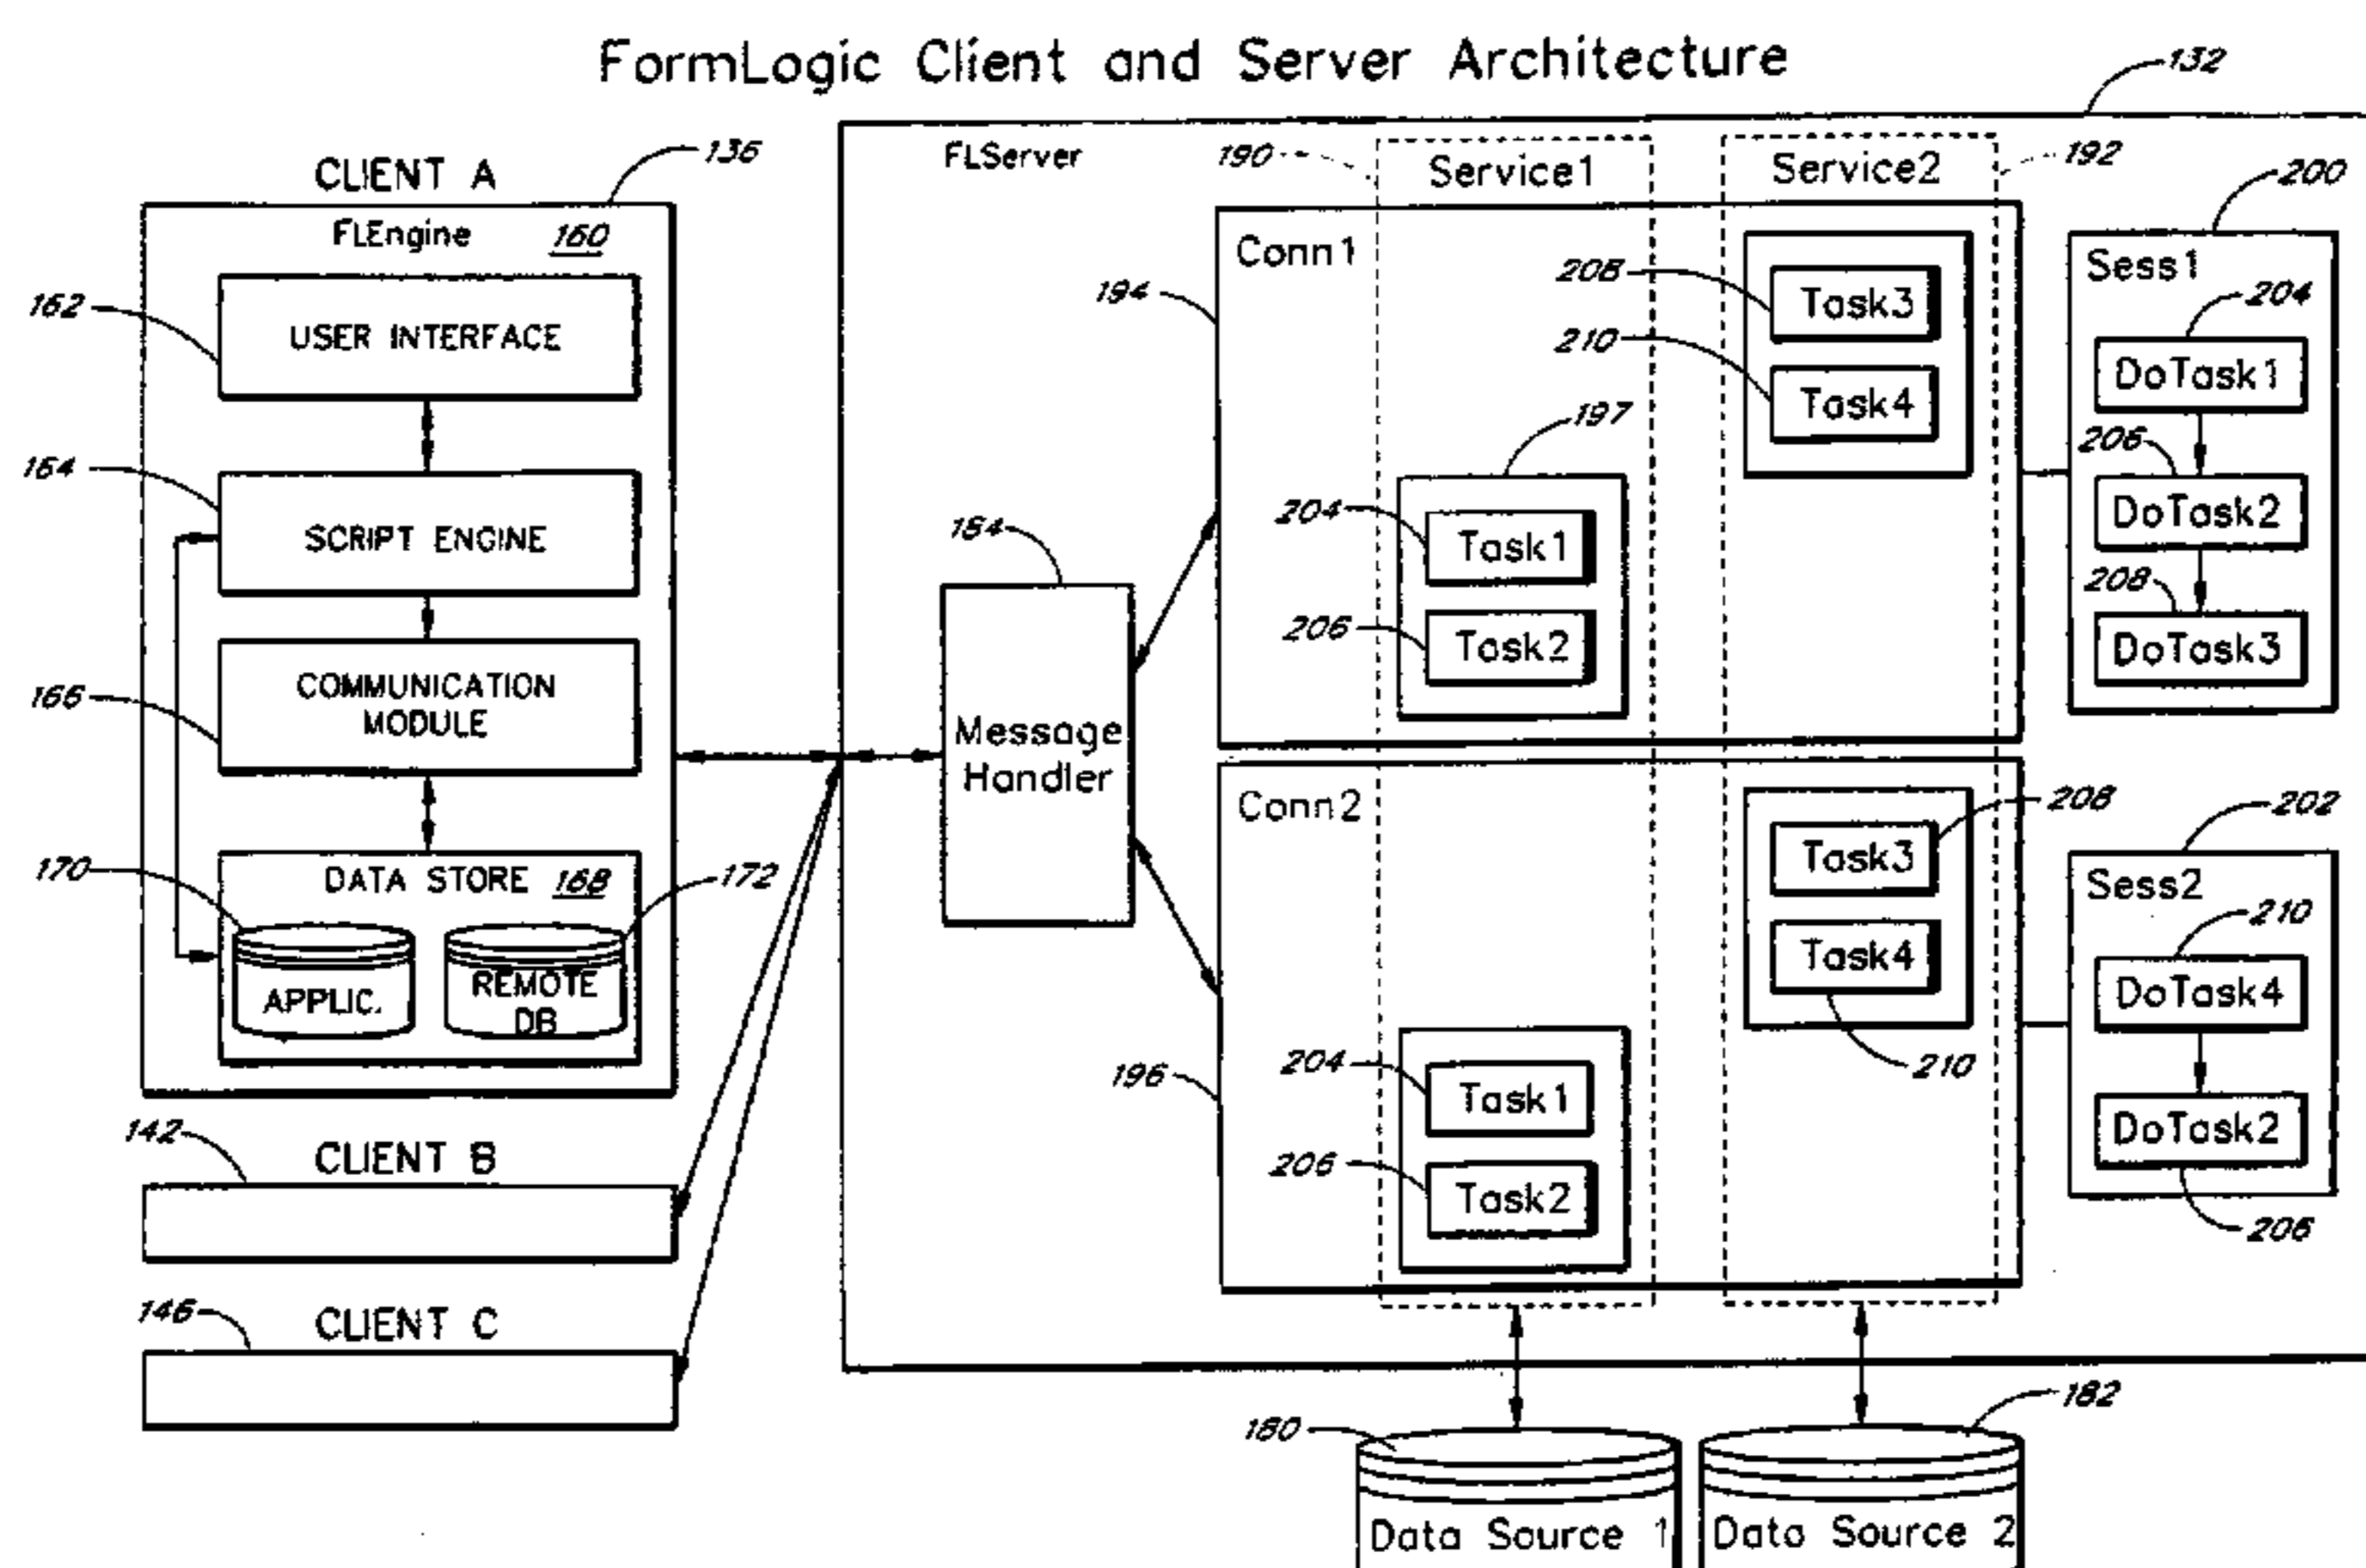 FormLogic Client and Server Architecture
132
136
CLIENT A
FLEngine 160
162
USER INTERFACE
164
SCRIPT ENGINE
166
COMMUNICATION
MODULE
170
DATA STORE 168
172
APPLIC.
REMOTE
DB
142
CLIENT B
146
CLIENT C
FLServer
184
Message
Handler
190
Service1
Service2
192
194
Conn1
208
Task3
210
Task4
197
204
Task1
206
Task2
200
Sess1
204
DoTask1
206
DoTask2
208
DoTask3
196
Conn2
Task3
208
Task4
210
204
Task1
206
Task2
202
Sess2
210
DoTask4
DoTask2
206
180
Data Source 1
182
Data Source 2